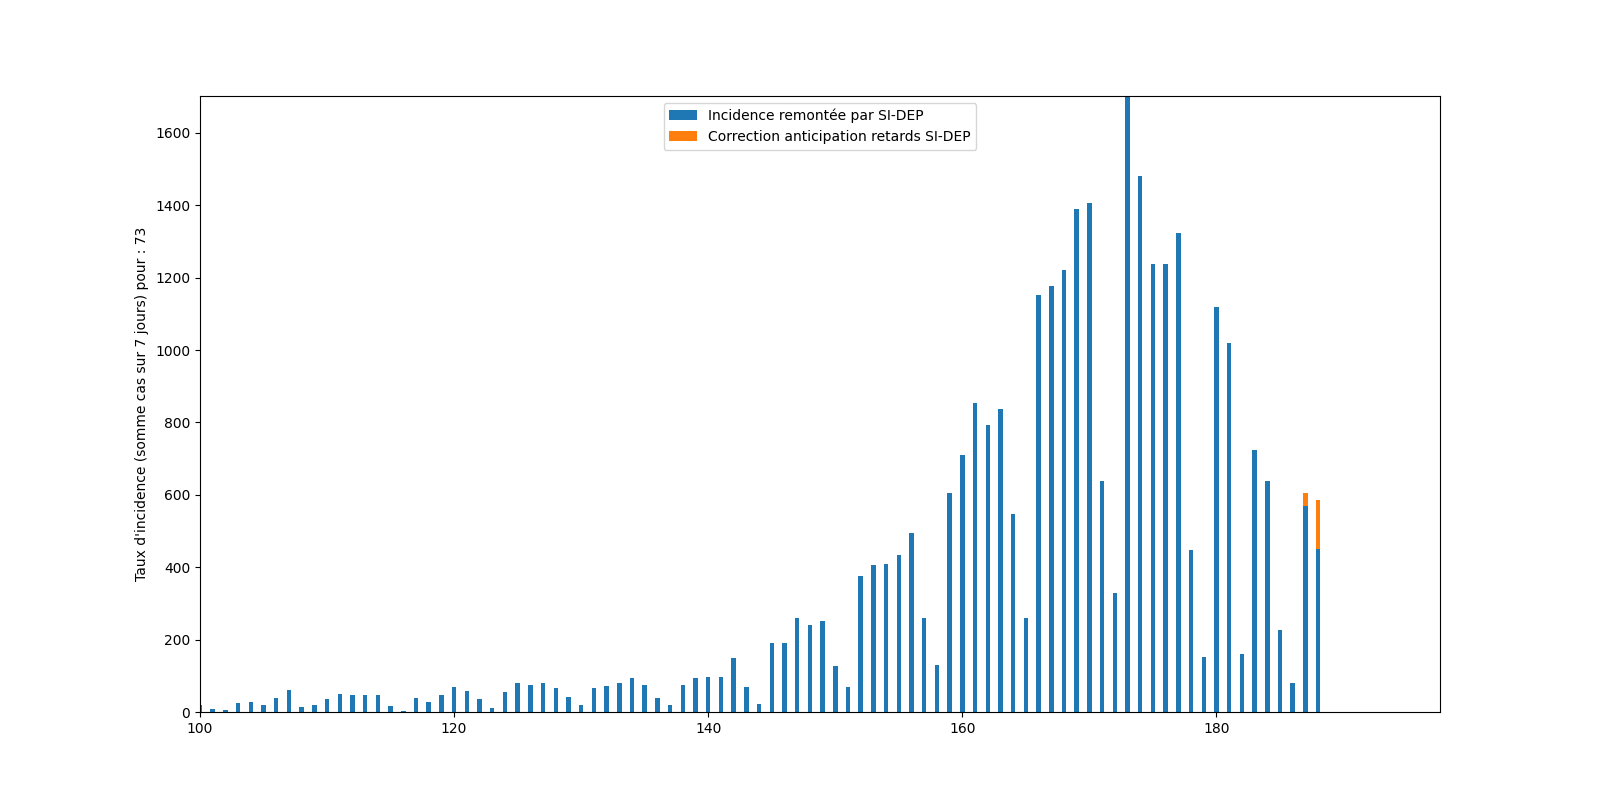 Incidence remontée par SI-DEP
Correction anticipation retards SI-DEP
Taux d'incidence (somme cas sur 7 jours) pour : 73
1600
1400
1200
1000
800
600
400
200
0
100 120 140 160 180